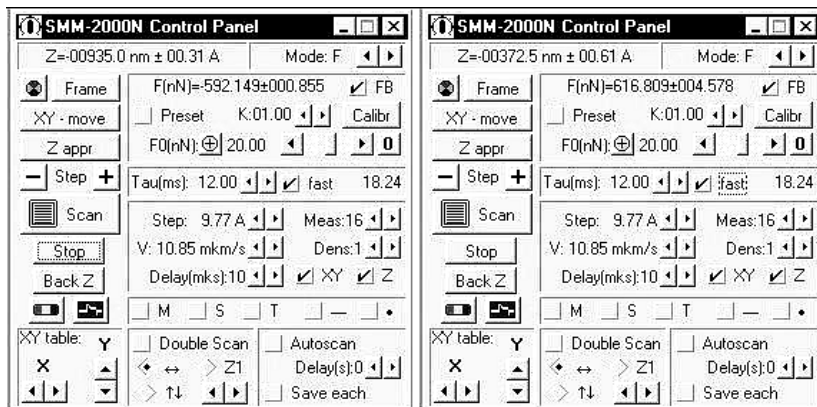 SMM-2000N Control Panel
Z=-00935.0 nm ± 00.31 A Mode: F
Frame F(nN)=-592.149±000.855 FB
XY - move Preset K:01.00 Calibr
Z appr F0(nN): 20.00 0
Step Tau(ms): 12.00 fast 18.24
Scan Step: 9.77 A Meas:16
Stop V: 10.85 mkm/s Dens:1
Back Z Delay(mks):10 XY Z
M S T — •
XY table: Y Double Scan Autoscan
X ↔ Z1 Delay(s):0
↑↓ Save each
SMM-2000N Control Panel
Z=-00372.5 nm ± 00.61 A Mode: F
Frame F(nN)=616.809±004.578 FB
XY - move Preset K:01.00 Calibr
Z appr F0(nN): 20.00 0
Step Tau(ms): 12.00 fast 18.24
Scan Step: 9.77 A Meas:16
Stop V: 10.85 mkm/s Dens:1
Back Z Delay(mks):10 XY Z
M S T — •
XY table: Y Double Scan Autoscan
X ↔ Z1 Delay(s):0
↑↓ Save each